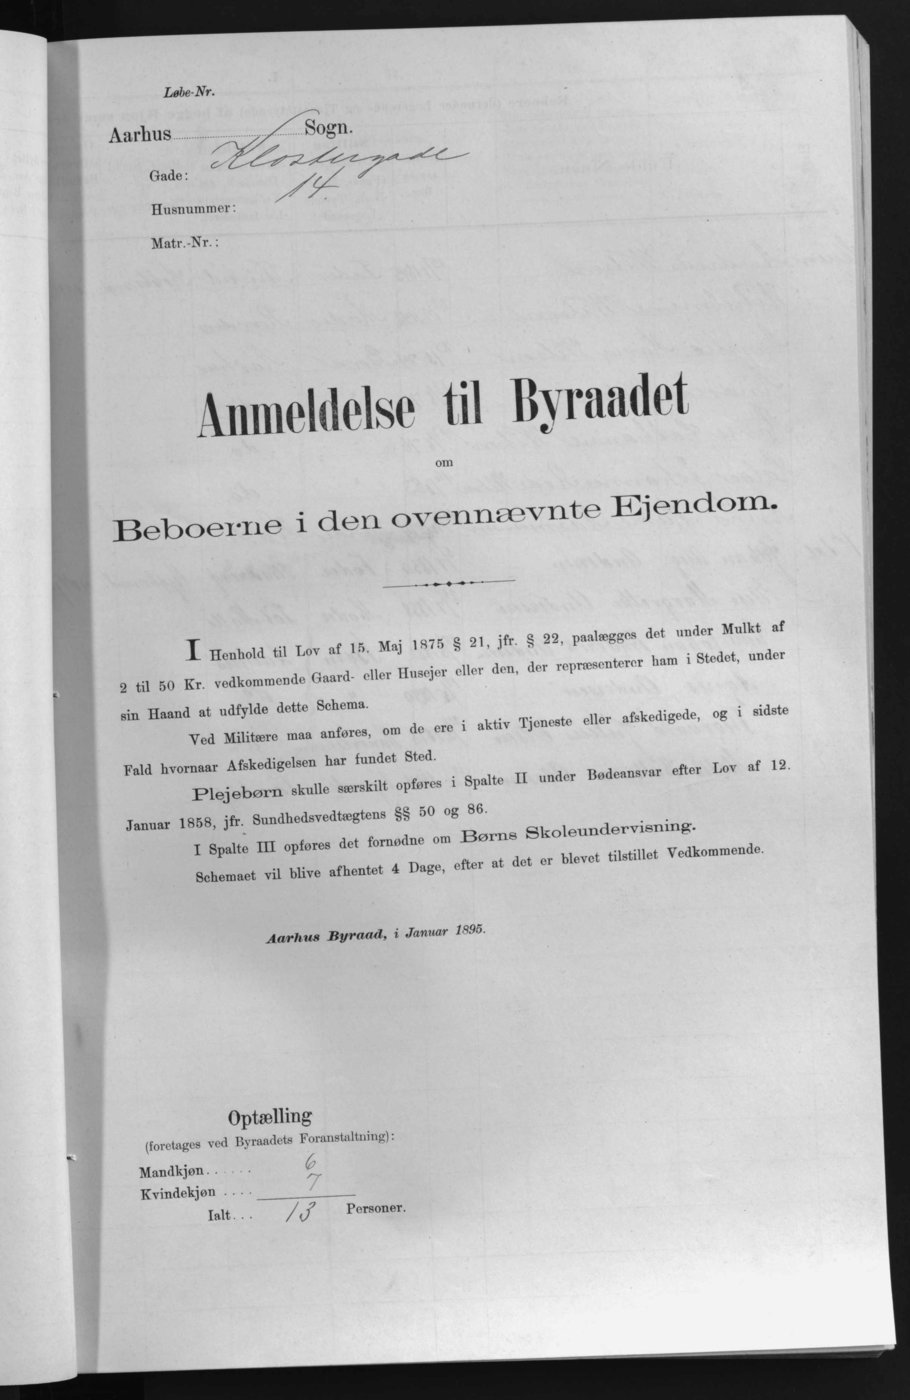 Løbe-Nr.
Aarhus Sogn.
Gade: Klostergade
Husnummer: 14.
Matr.-Nr.:
Anmeldelse til Byraadet
om
Beboerne i den ovennævnte Ejendom.
I Henhold til Lov af 15. Maj 1875 § 21, jfr. § 22, paalægges det under Mulkt af
2 til 50 Kr. vedkommende Gaard- eller Husejer eller den, der repræsenterer ham i Stedet, under
sin Haand at udfylde dette Schema.
Ved Militære maa anføres, om de ere i aktiv Tjeneste eller afskedigede, og i sidste
Fald hvornaar Afskedigelsen har fundet Sted.
Plejebørn skulle særskilt opføres i Spalte II under Bødeansvar efter Lov af 12.
Januar 1858, jfr. Sundhedsvedtægtens §§ 50 og 86.
I Spalte III opføres det fornødne om Børns Skoleundervisning.
Schemaet vil blive afhentet 4 Dage, efter at det er blevet tilstillet Vedkommende.
Aarhus Byraad, i Januar 1895.
Optælling
(foretages ved Byraadets Foranstaltning):
Mandkjøn...... 6
Kvindekjøn .... 7
Ialt... 13 Personer.